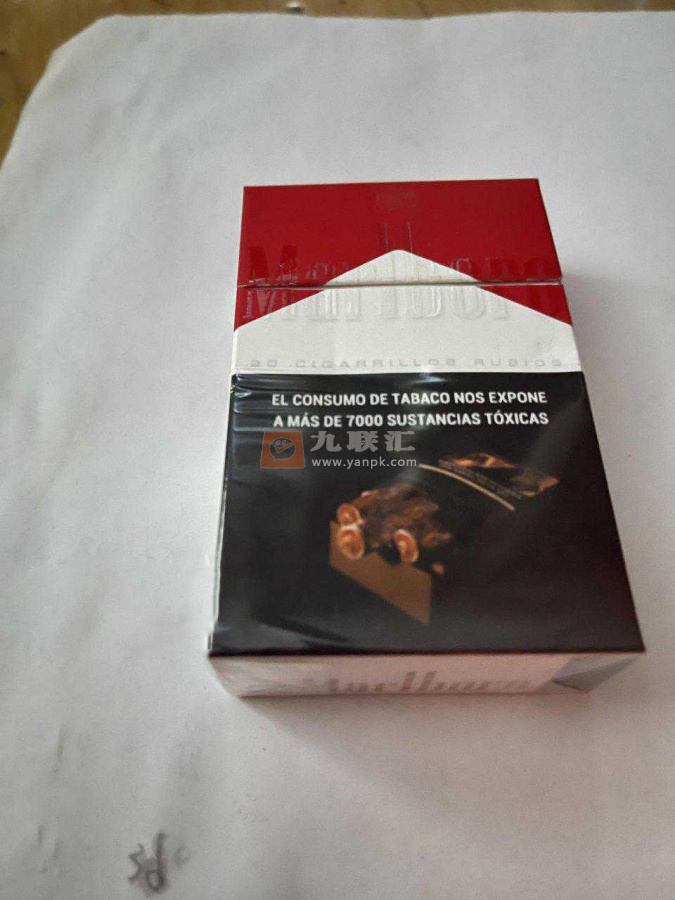 Marlboro
20 CIGARRILLOS RUBIOS
EL CONSUMO DE TABACO NOS EXPONE
A MÁS DE 7000 SUSTANCIAS TÓXICAS
九联汇
www.yanpk.com
Marlboro